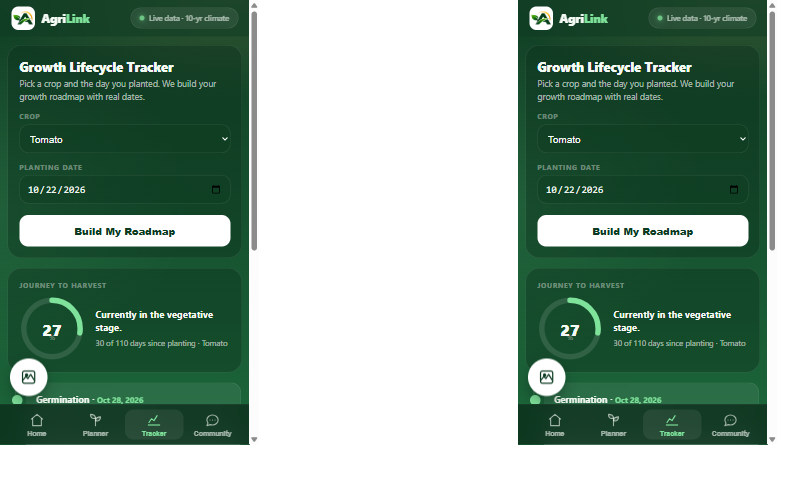 AgriLink
Live data · 10-yr climate
Growth Lifecycle Tracker
Pick a crop and the day you planted. We build your
growth roadmap with real dates.
CROP
Tomato
PLANTING DATE
10/22/2026
Build My Roadmap
JOURNEY TO HARVEST
27
%
Currently in the vegetative
stage.
30 of 110 days since planting · Tomato
Germination · Oct 28, 2026
Home
Planner
Tracker
Community
AgriLink
Live data · 10-yr climate
Growth Lifecycle Tracker
Pick a crop and the day you planted. We build your
growth roadmap with real dates.
CROP
Tomato
PLANTING DATE
10/22/2026
Build My Roadmap
JOURNEY TO HARVEST
27
%
Currently in the vegetative
stage.
30 of 110 days since planting · Tomato
Germination · Oct 28, 2026
Home
Planner
Tracker
Community